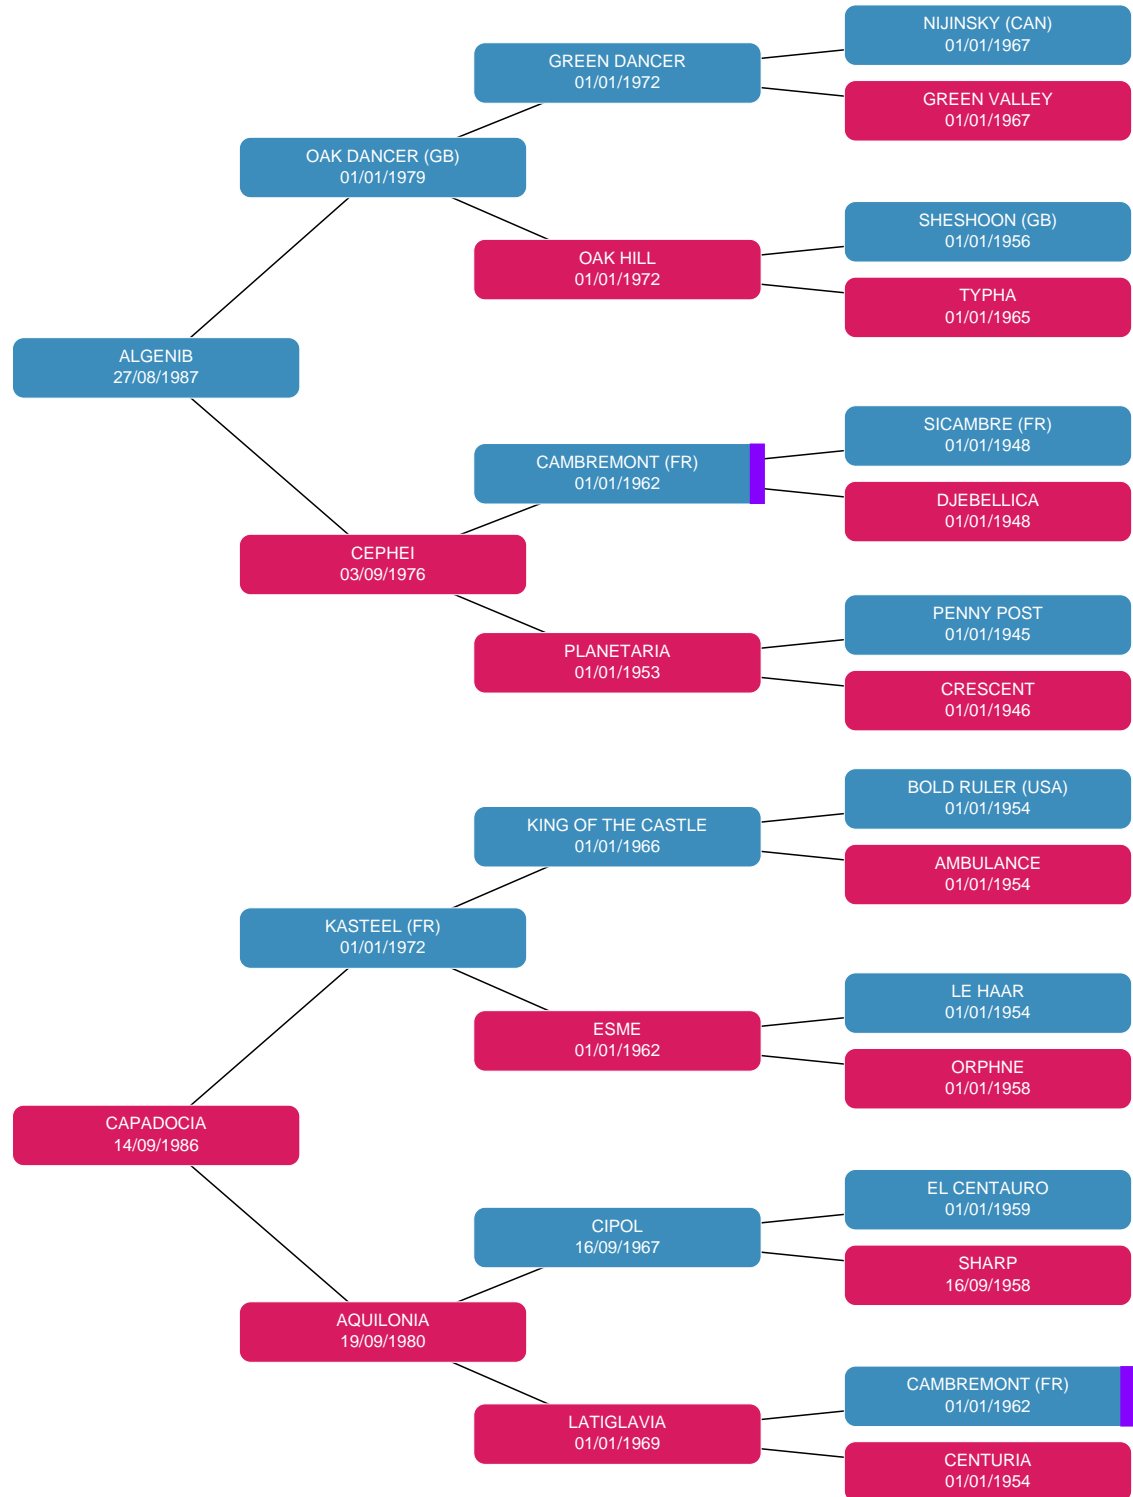 NIJINSKY (CAN)
01/01/1967
GREEN DANCER
01/01/1972
GREEN VALLEY
01/01/1967
OAK DANCER (GB)
01/01/1979
SHESHOON (GB)
01/01/1956
OAK HILL
01/01/1972
TYPHA
01/01/1965
ALGENIB
27/08/1987
SICAMBRE (FR)
01/01/1948
CAMBREMONT (FR)
01/01/1962
DJEBELLICA
01/01/1948
CEPHEI
03/09/1976
PENNY POST
01/01/1945
PLANETARIA
01/01/1953
CRESCENT
01/01/1946
BOLD RULER (USA)
01/01/1954
KING OF THE CASTLE
01/01/1966
AMBULANCE
01/01/1954
KASTEEL (FR)
01/01/1972
LE HAAR
01/01/1954
ESME
01/01/1962
ORPHNE
01/01/1958
CAPADOCIA
14/09/1986
EL CENTAURO
01/01/1959
CIPOL
16/09/1967
SHARP
16/09/1958
AQUILONIA
19/09/1980
CAMBREMONT (FR)
01/01/1962
LATIGLAVIA
01/01/1969
CENTURIA
01/01/1954